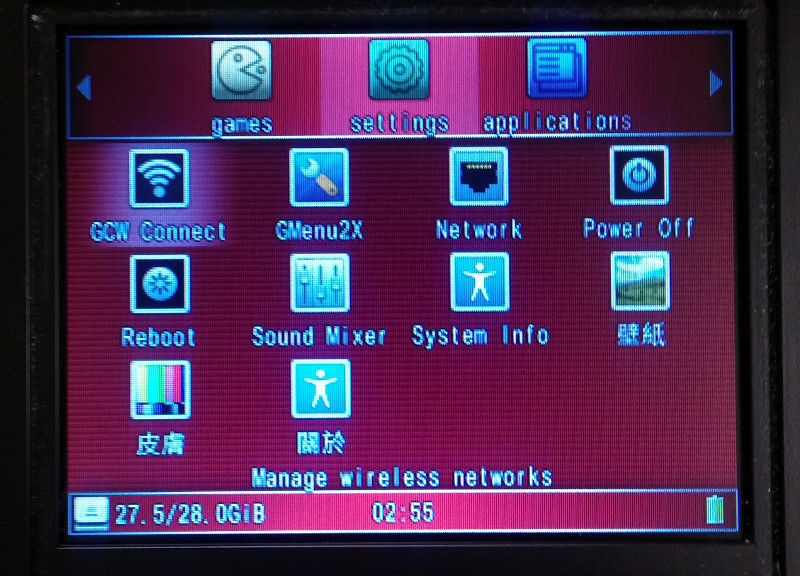 games settings applications
GCW Connect GMenu2X Network Power Off
Reboot Sound Mixer System Info 壁紙
皮膚 關於
Manage wireless networks
27.5/28.0GiB 02:55